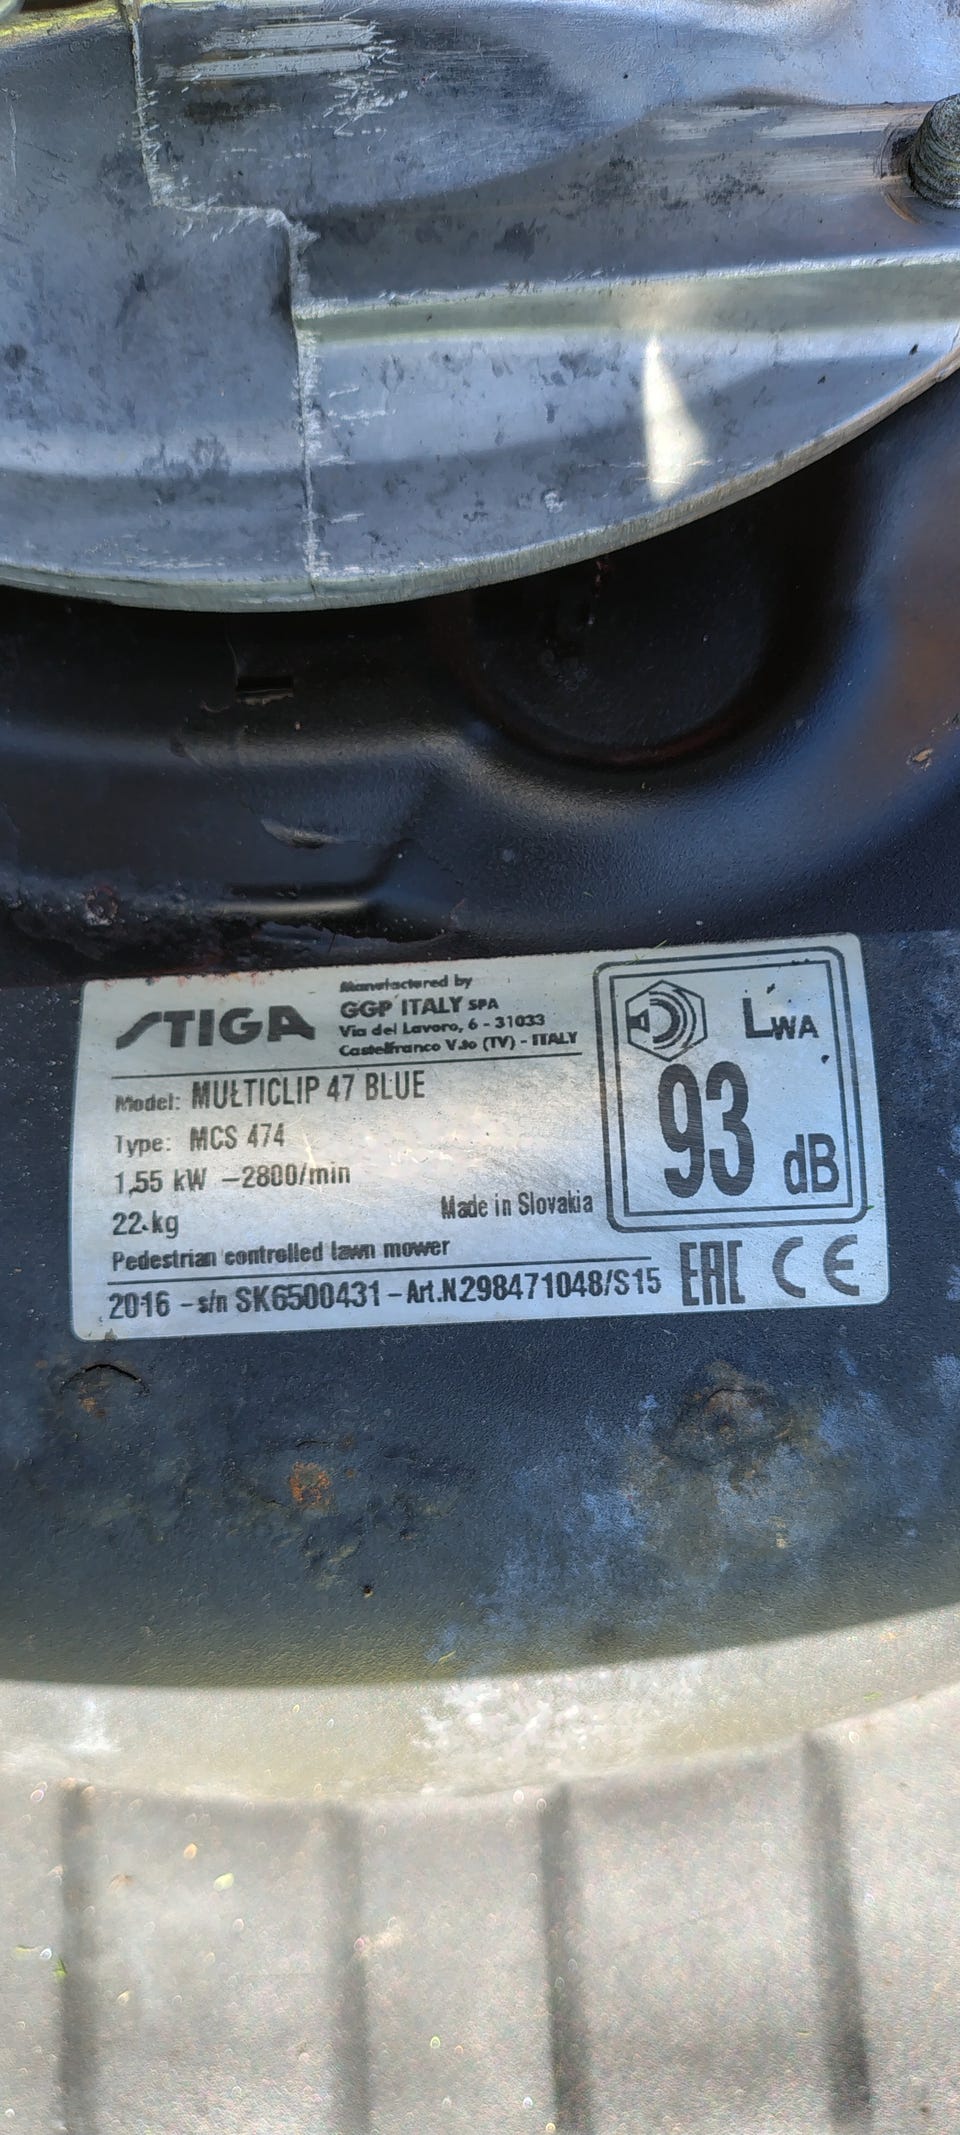 STIGA
Manufactured by
GGP ITALY SPA
Via del Lavoro, 6 - 31033
Castelfranco V.to (TV) - ITALY
Model: MULTICLIP 47 BLUE
Type: MCS 474
1,55 kW -2800/min
22 kg
Made in Slovakia
Pedestrian controlled lawn mower
2016 - s/n SK6500431 - Art.N298471048/S15
LWA
93
dB
EAC CE